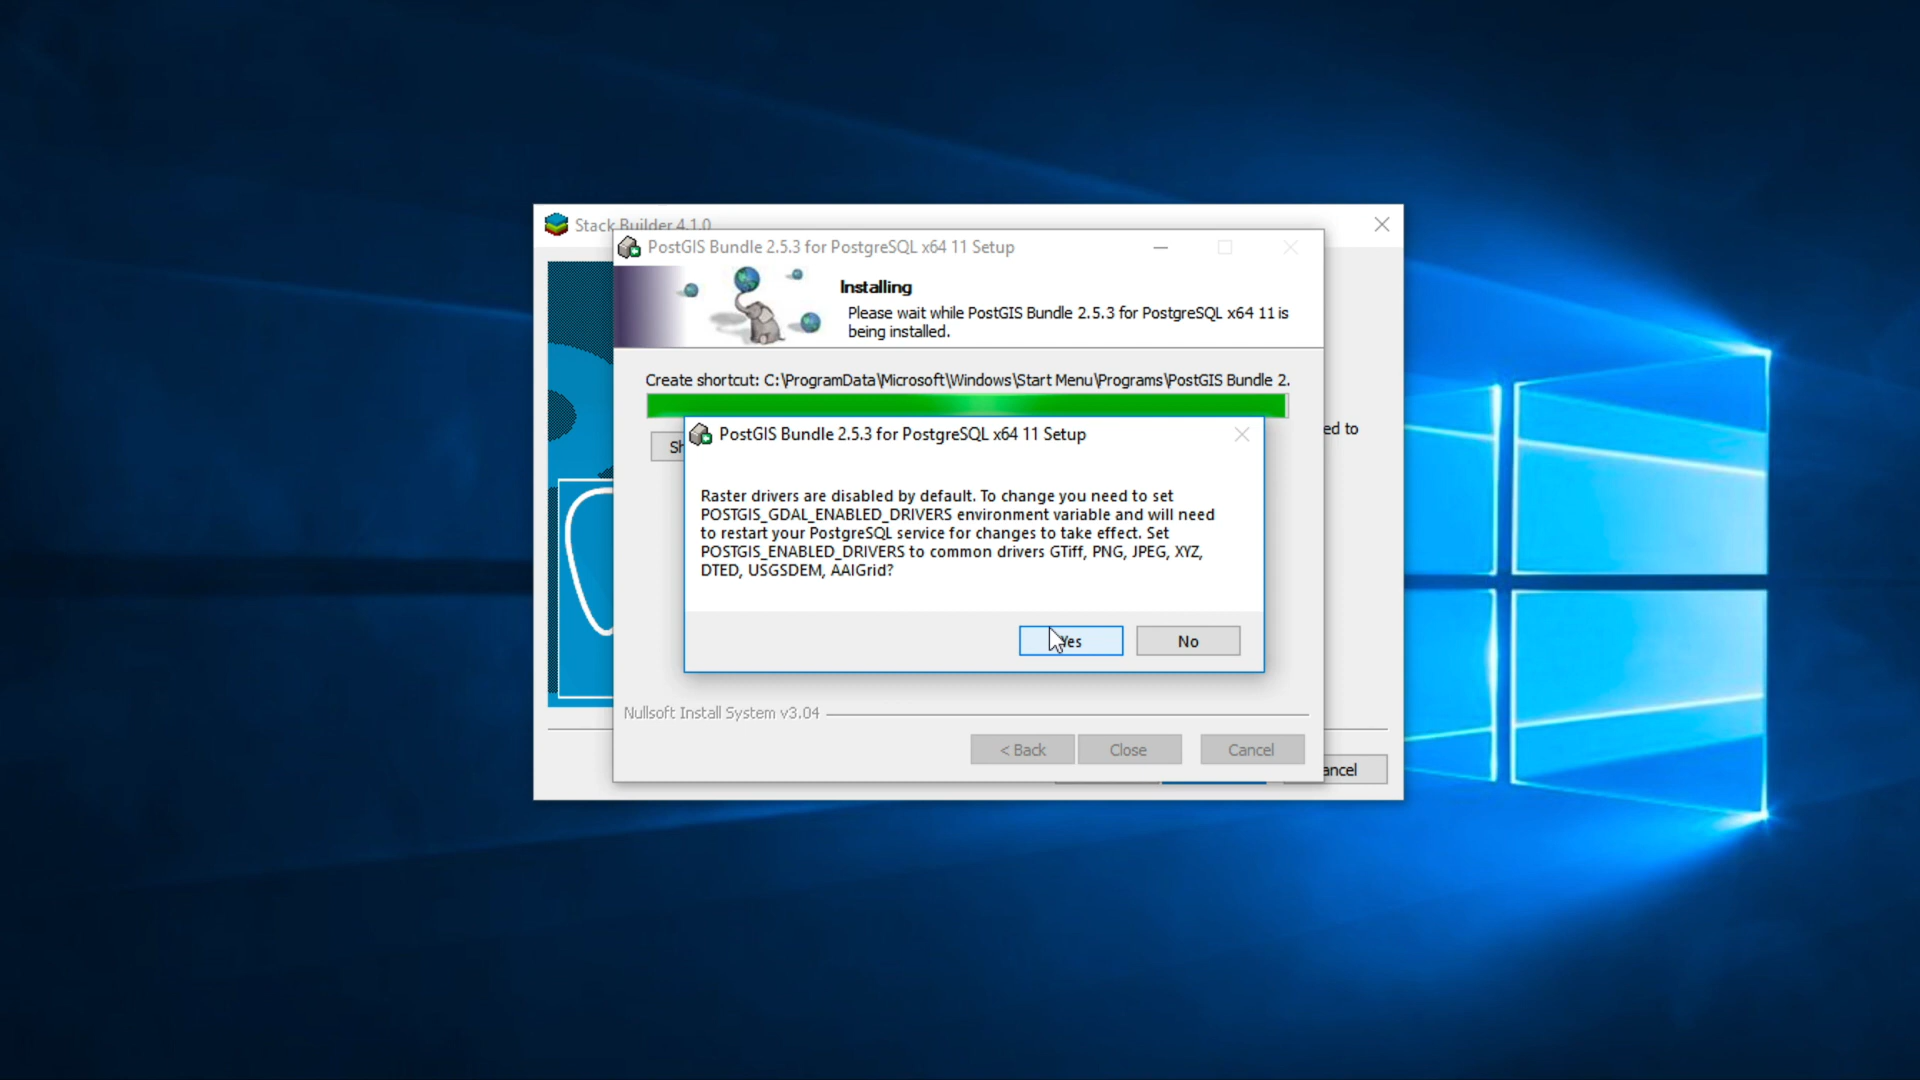 Stack Builder 4.1.0
PostGIS Bundle 2.5.3 for PostgreSQL x64 11 Setup
Installing
Please wait while PostGIS Bundle 2.5.3 for PostgreSQL x64 11 is
being installed.
Create shortcut: C:\ProgramData\Microsoft\Windows\Start Menu\Programs\PostGIS Bundle 2.
ed to
Sh
PostGIS Bundle 2.5.3 for PostgreSQL x64 11 Setup
Raster drivers are disabled by default. To change you need to set
POSTGIS_GDAL_ENABLED_DRIVERS environment variable and will need
to restart your PostgreSQL service for changes to take effect. Set
POSTGIS_ENABLED_DRIVERS to common drivers GTiff, PNG, JPEG, XYZ,
DTED, USGSDEM, AAIGrid?
Yes No
Nullsoft Install System v3.04
< Back Close Cancel
ancel